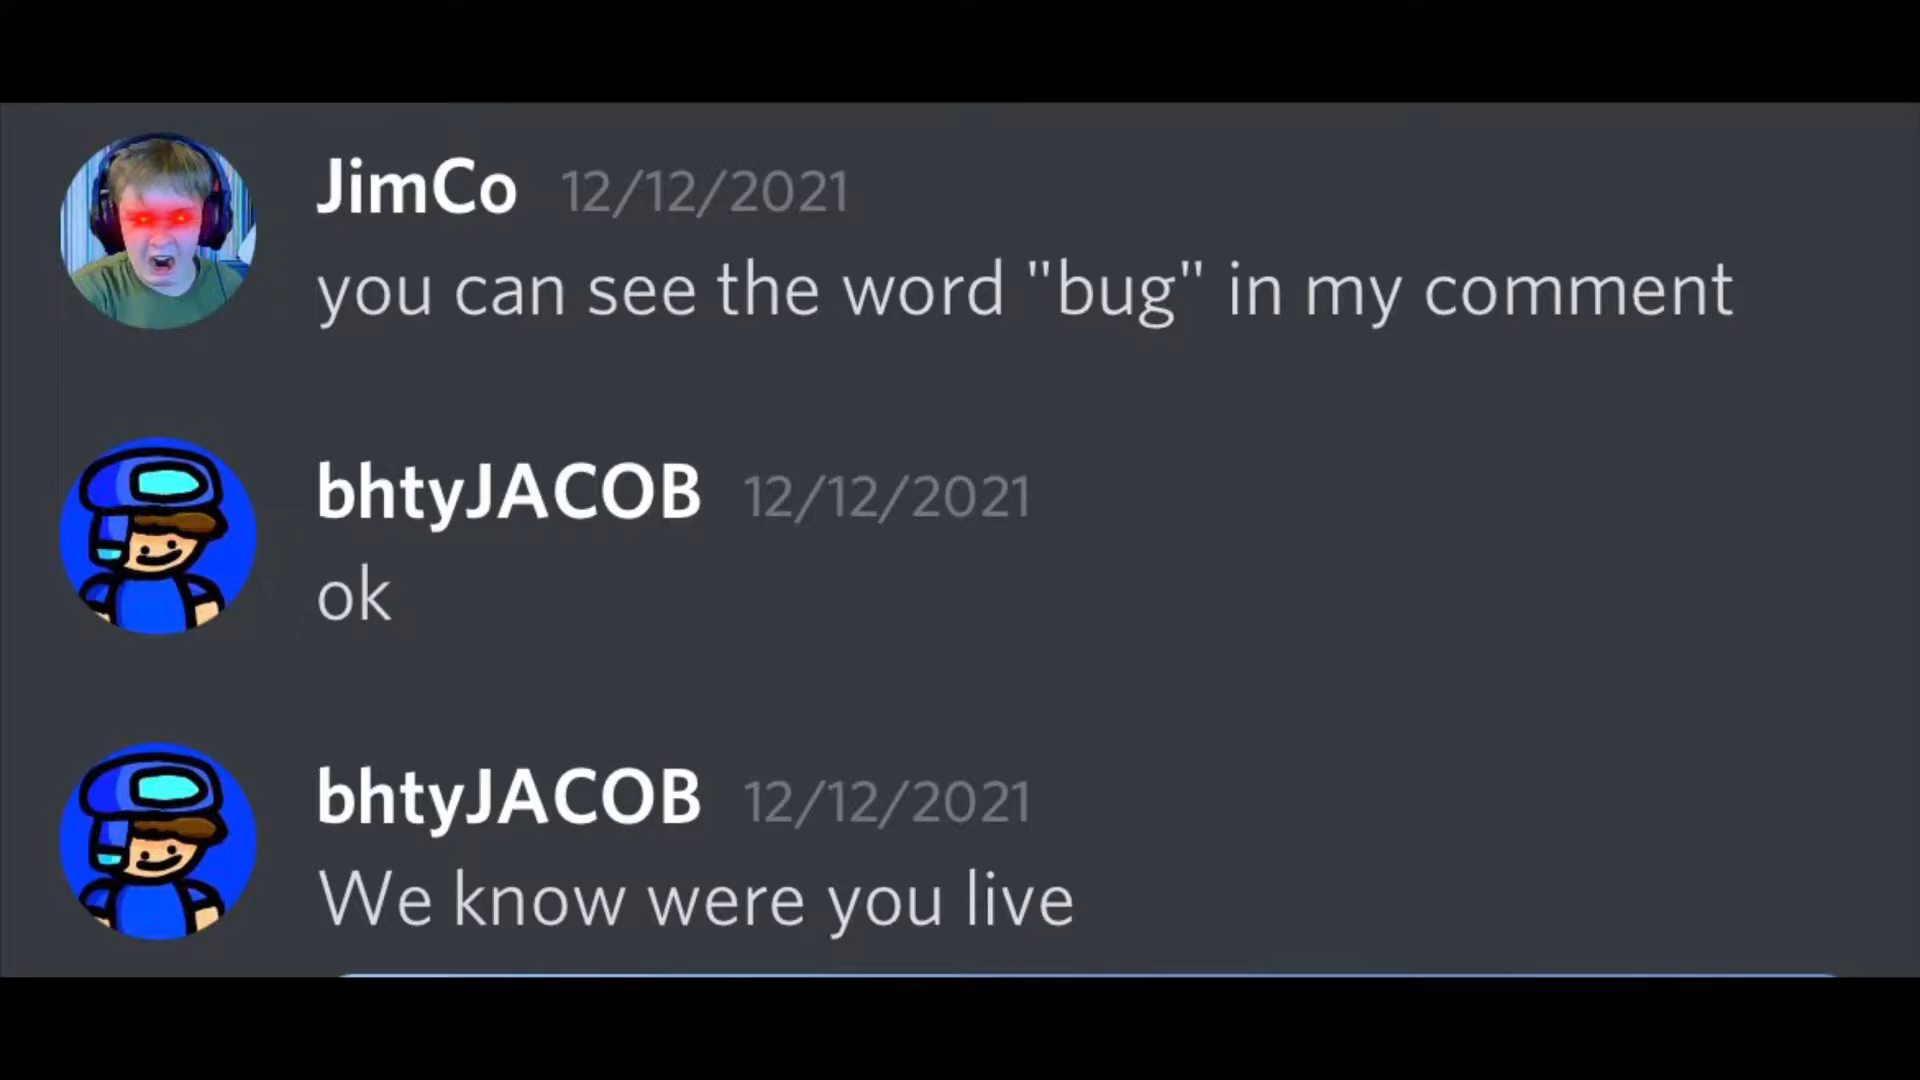 JimCo 12/12/2021
you can see the word "bug" in my comment
bhtyJACOB 12/12/2021
ok
bhtyJACOB 12/12/2021
We know were you live